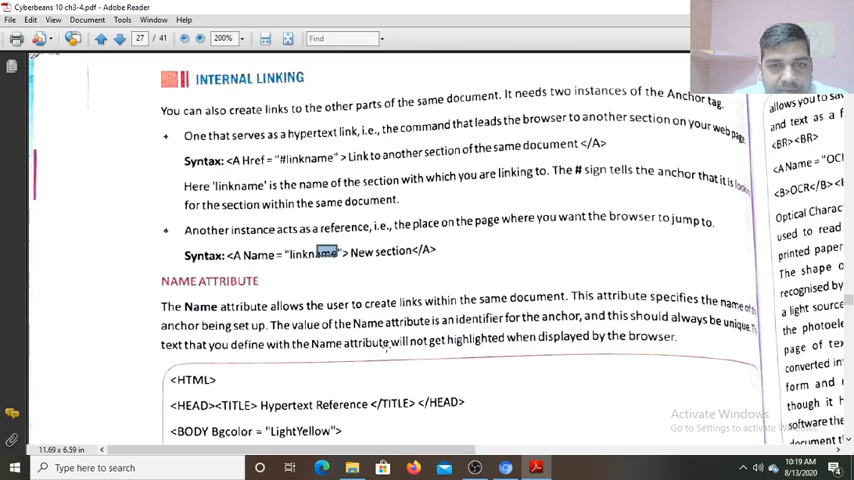 Cyberbeans 10 ch3-4.pdf - Adobe Reader
File Edit View Document Tools Window Help
27 / 41 200% Find
INTERNAL LINKING
You can also create links to the other parts of the same document. It needs two instances of the Anchor tag.
One that serves as a hypertext link, i.e., the command that leads the browser to another section on your web page.
Syntax: <A Href = "#linkname" > Link to another section of the same document </A>
Here 'linkname' is the name of the section with which you are linking to. The # sign tells the anchor that it is
for the section within the same document.
Another instance acts as a reference, i.e., the place on the page where you want the browser to jump to.
Syntax: <A Name = "linkname"> New section</A>
NAME ATTRIBUTE
The Name attribute allows the user to create links within the same document. This attribute specifies the name of
anchor being set up. The value of the Name attribute is an identifier for the anchor, and this should always be unique.
text that you define with the Name attribute will not get highlighted when displayed by the browser.
<HTML>
<HEAD><TITLE> Hypertext Reference </TITLE> </HEAD>
<BODY Bgcolor = "LightYellow">
allows you to
and text as a
<BR><BR>
<A Name = "OCR
<B>OCR</B><B
Optical
used to read
printed paper
The shape o
recognised by
a light source
the
page of
converted
form and
though it
software the
document
Activate Windows
Go to Settings to activate Windows.
11.69 x 6.59 in
Type here to search
10:19 AM
8/13/2020
4